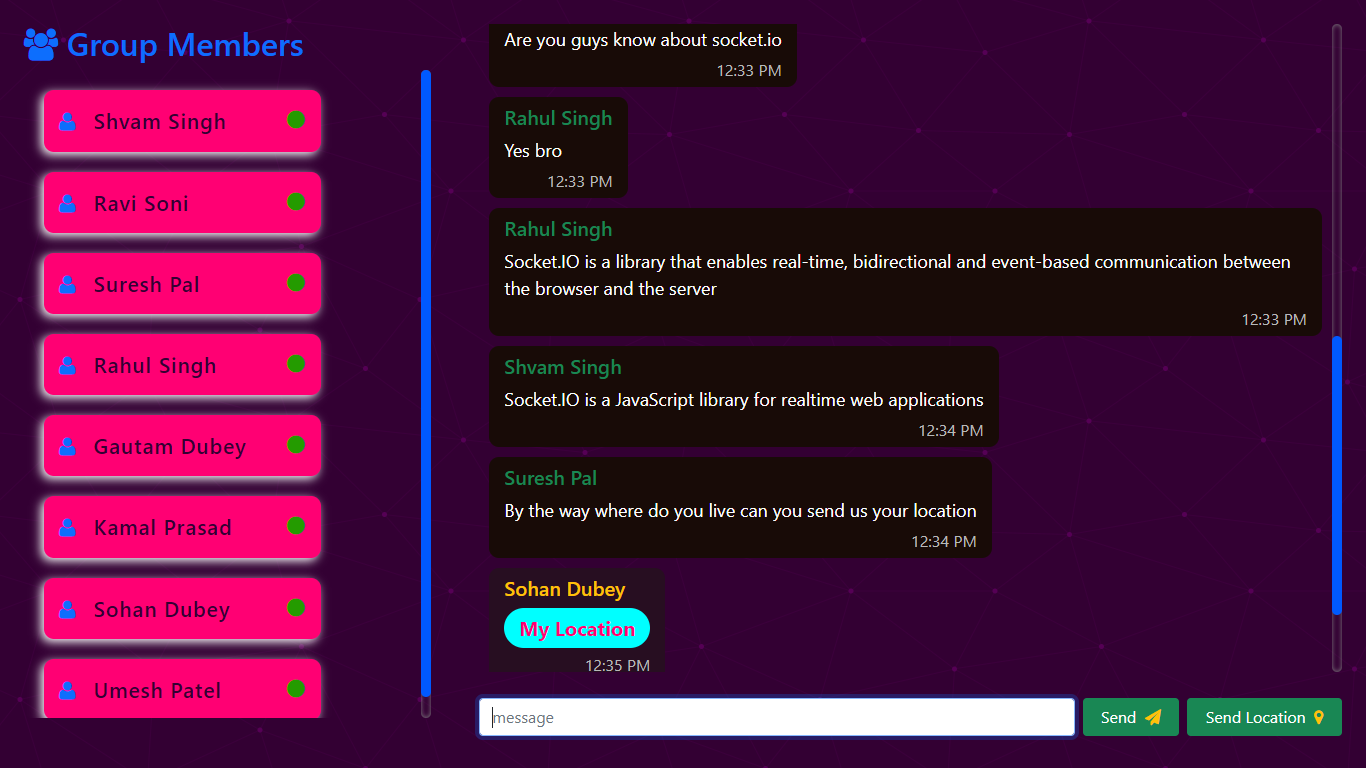 Group Members
Shvam Singh
Ravi Soni
Suresh Pal
Rahul Singh
Gautam Dubey
Kamal Prasad
Sohan Dubey
Umesh Patel
Are you guys know about socket.io
12:33 PM
Rahul Singh
Yes bro
12:33 PM
Rahul Singh
Socket.IO is a library that enables real-time, bidirectional and event-based communication between
the browser and the server
12:33 PM
Shvam Singh
Socket.IO is a JavaScript library for realtime web applications
12:34 PM
Suresh Pal
By the way where do you live can you send us your location
12:34 PM
Sohan Dubey
My Location
12:35 PM
message
Send
Send Location